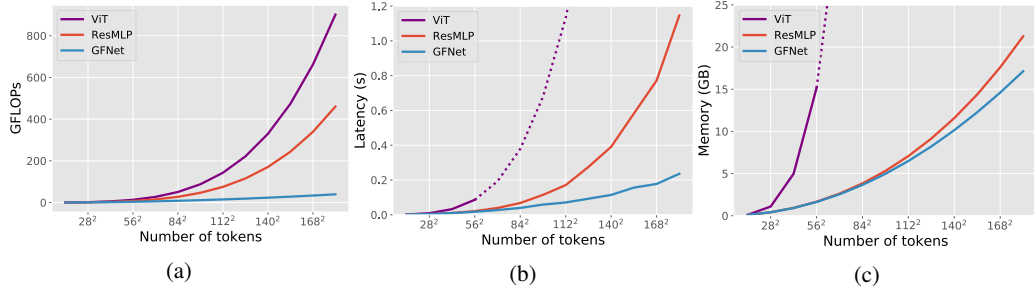 GFLOPs
800
600
400
200
0
ViT
ResMLP
GFNet
28² 56² 84² 112² 140² 168²
Number of tokens
(a)
Latency (s)
1.2
1.0
0.8
0.6
0.4
0.2
0.0
ViT
ResMLP
GFNet
28² 56² 84² 112² 140² 168²
Number of tokens
(b)
Memory (GB)
25
20
15
10
5
0
ViT
ResMLP
GFNet
28² 56² 84² 112² 140² 168²
Number of tokens
(c)